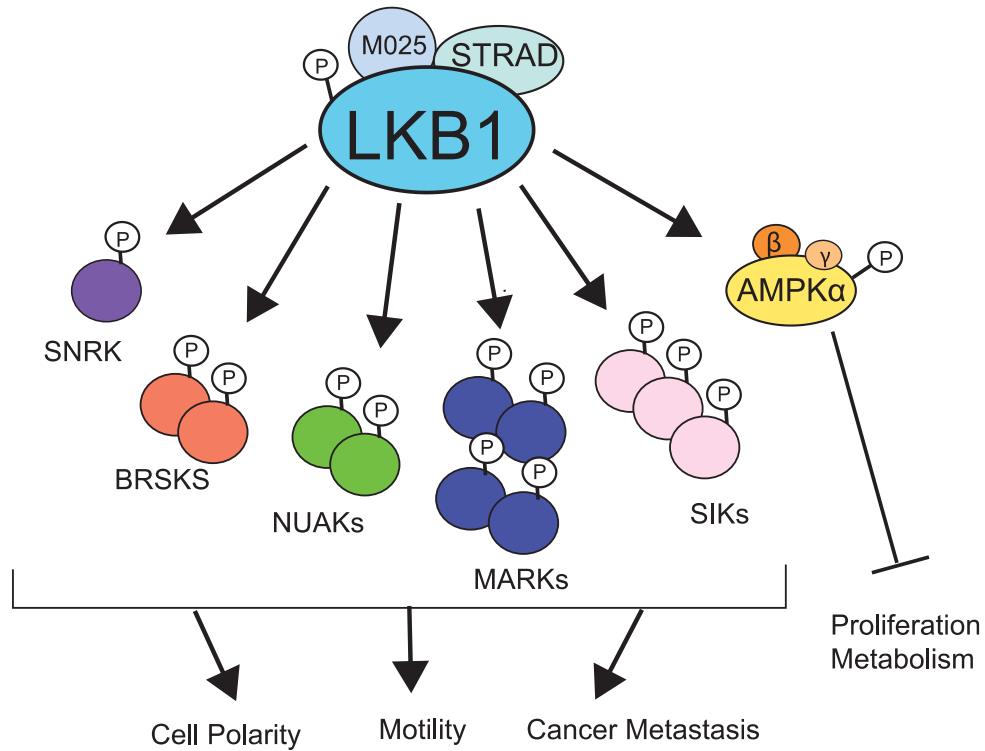 M025
STRAD
P
LKB1
P
β
γ
P
AMPKα
SNRK
P
P
BRSKS
P
P
NUAKs
P
P
P
P
MARKs
P
P
P
SIKs
Proliferation
Metabolism
Cell Polarity
Motility
Cancer Metastasis